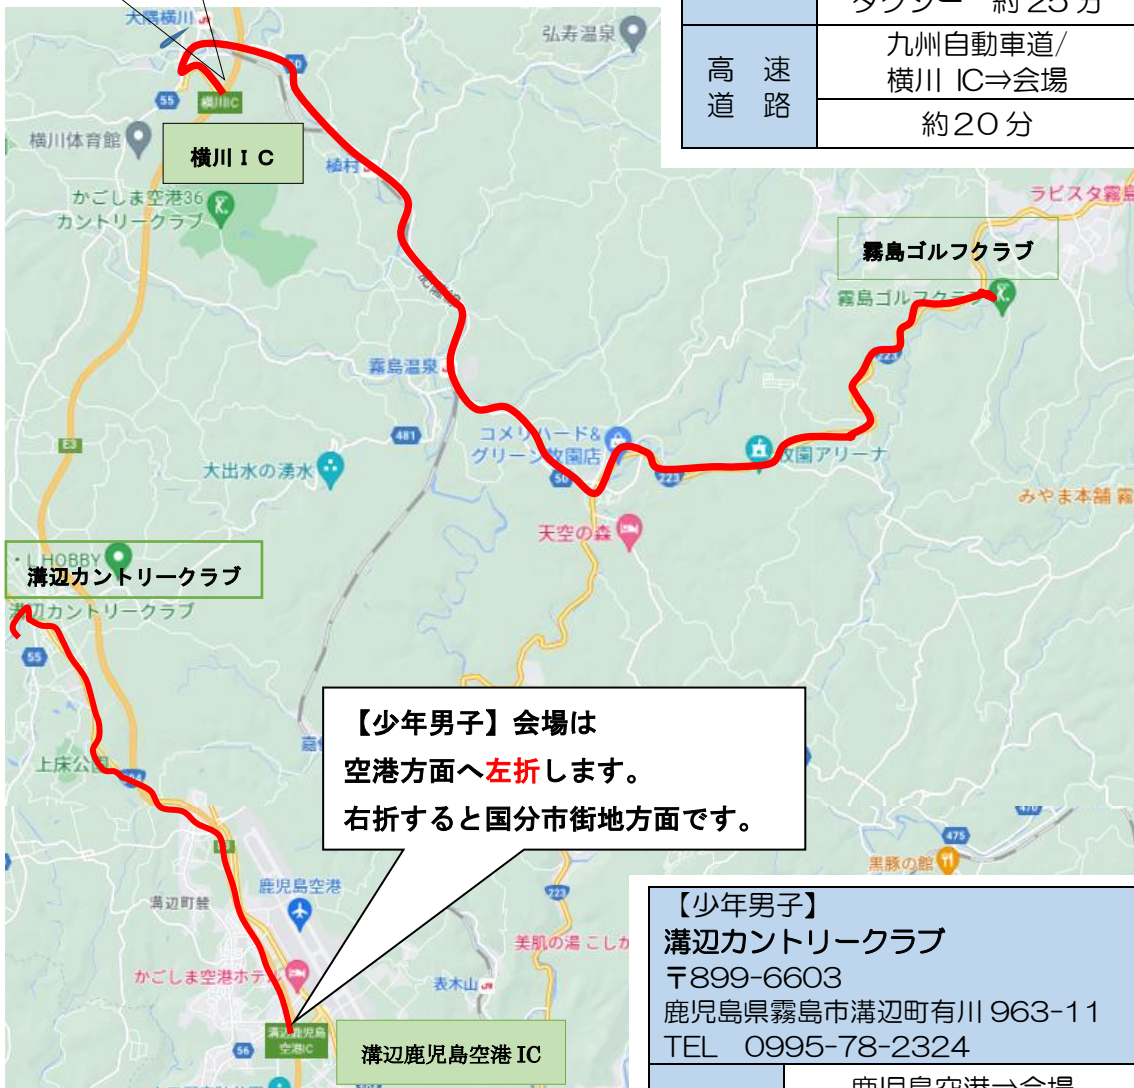 大隅横川
弘寿温泉
タクシー 約25分
高 速
道 路
九州自動車道/
横川 IC⇒会場
約20分
55
横川IC
横川体育館
横川IC
植村
かごしま空港36
カントリークラブ
ラビスタ霧島
霧島ゴルフクラブ
霧島ゴルフクラブ
223
霧島温泉
E3
481
コメリハード&
グリーン牧園店
50
223
牧園アリーナ
大出水の湧水
みやま本舗 霧
天空の森
・L HOBBY
溝辺カントリークラブ
溝辺カントリークラブ
55
【少年男子】会場は
空港方面へ左折します。
右折すると国分市街地方面です。
上床公園
470
475
黒豚の館
鹿児島空港
溝辺町麓
223
美肌の湯 こしか
かごしま空港ホテル
表木山
溝辺鹿児島
空港IC
56
溝辺鹿児島空港 IC
【少年男子】
溝辺カントリークラブ
〒899-6603
鹿児島県霧島市溝辺町有川 963-11
TEL 0995-78-2324
鹿児島空港⇒会場